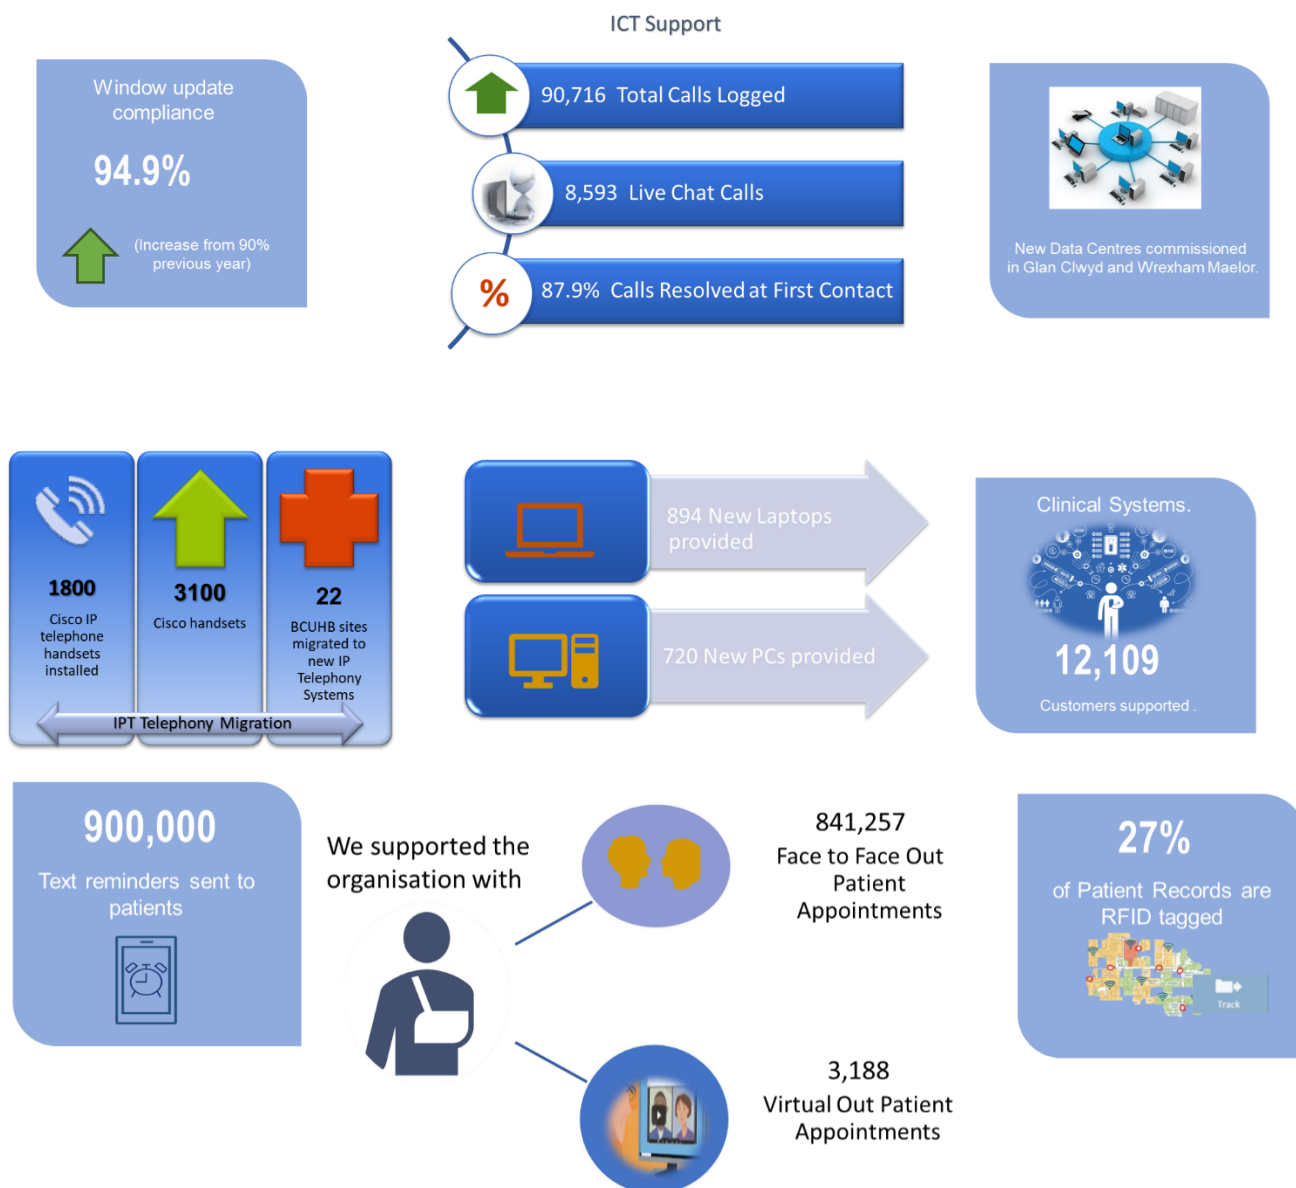 ICT Support
Window update
compliance
94.9%
(Increase from 90%
previous year)
90,716 Total Calls Logged
8,593 Live Chat Calls
% 87.9% Calls Resolved at First Contact
New Data Centres commissioned
in Glan Clwyd and Wrexham Maelor.
1800
Cisco IP
telephone
handsets
installed
3100
Cisco handsets
22
BCUHB sites
migrated to
new IP
Telephony
Systems
IPT Telephony Migration
894 New Laptops
provided
720 New PCs provided
Clinical Systems.
12,109
Customers supported .
900,000
Text reminders sent to
patients
We supported the
organisation with
841,257
Face to Face Out
Patient
Appointments
3,188
Virtual Out Patient
Appointments
27%
of Patient Records are
RFID tagged
Track